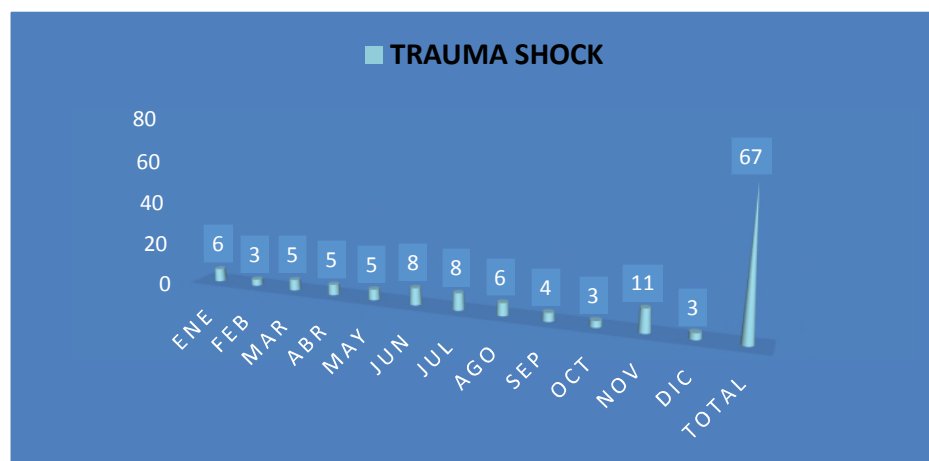 TRAUMA SHOCK
80
60
40
20
0
6
3
5
5
5
8
8
6
4
3
11
3
67
ENE
FEB
MAR
ABR
MAY
JUN
JUL
AGO
SEP
OCT
NOV
DIC
TOTAL